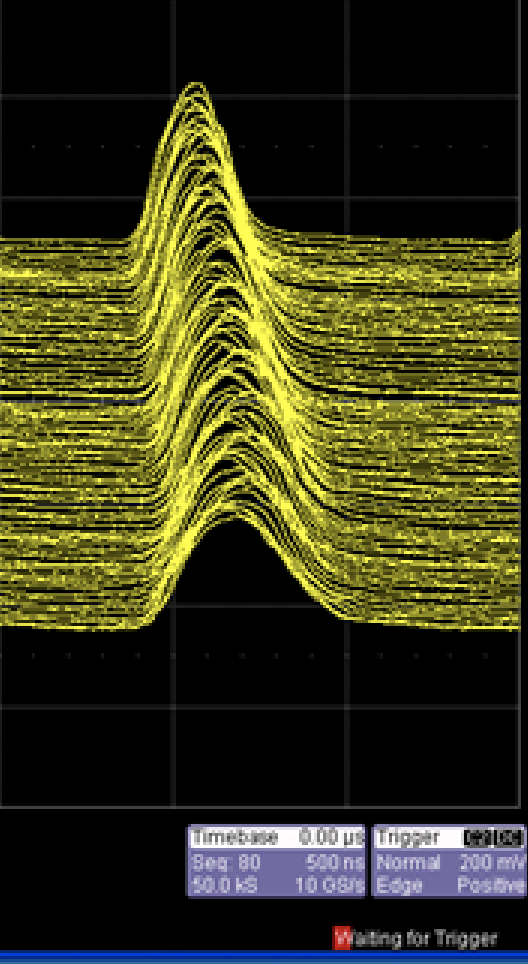 Timebase 0.00 µs
Seq: 80 500 ns
50.0 kS 10 GS/s
Trigger
Normal 200 mV
Edge Positive
Waiting for Trigger